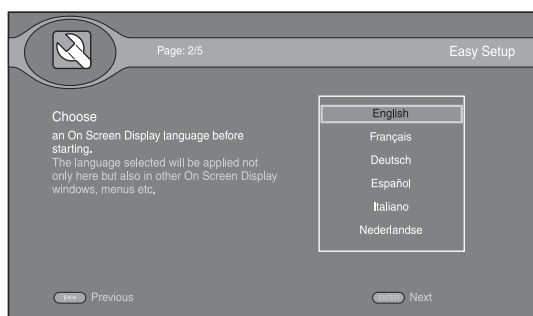 Page: 2/5
Easy Setup
Choose
an On Screen Display language before
starting.
The language selected will be applied not
only here but also in other On Screen Display
windows, menus etc.
English
Français
Deutsch
Español
Italiano
Nederlandse
Previous
ENTER Next